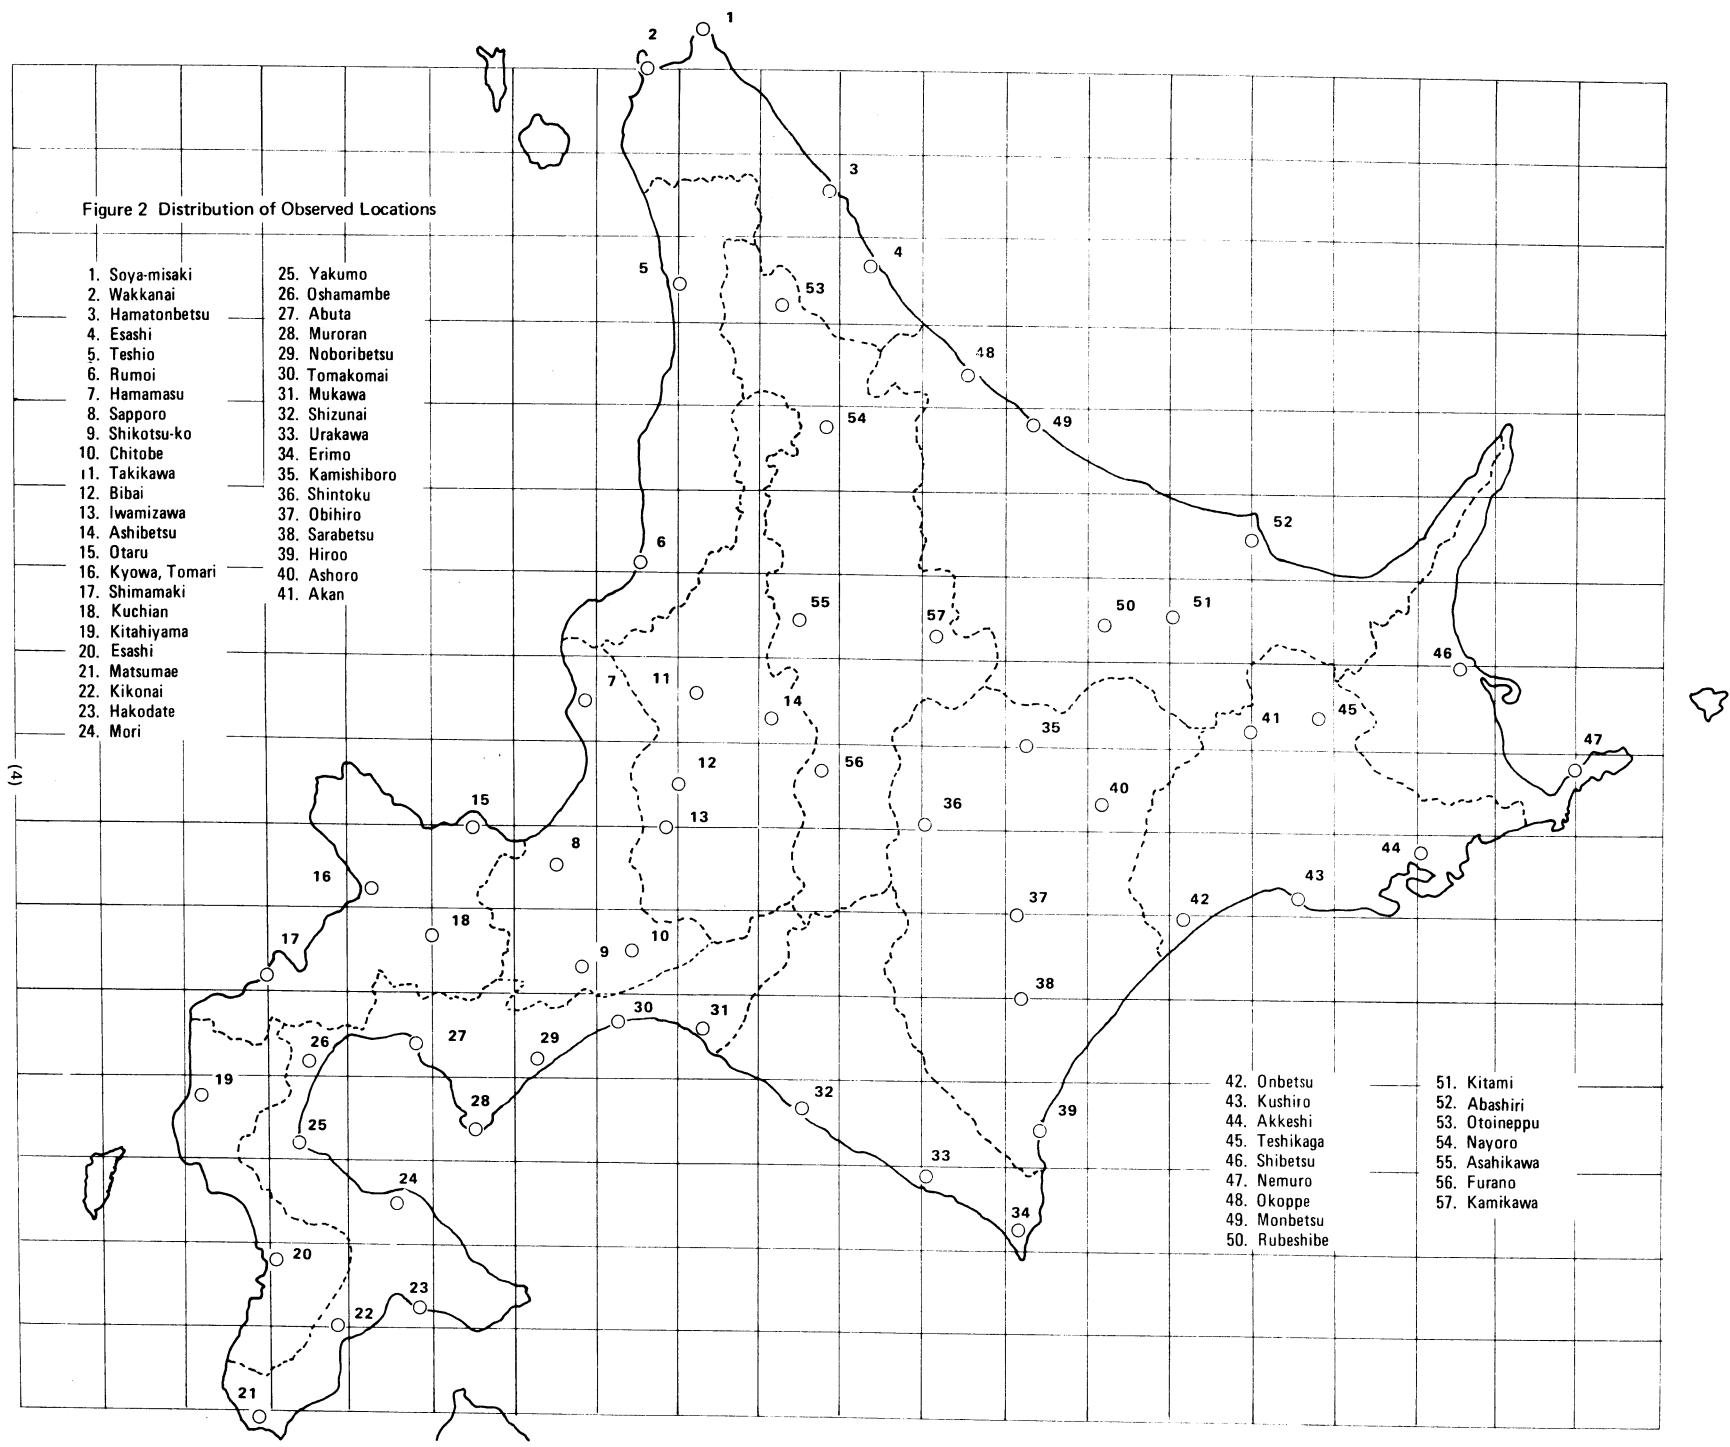 Figure 2 Distribution of Observed Locations
1. Soya-misaki
2. Wakkanai
3. Hamatonbetsu
4. Esashi
5. Teshio
6. Rumoi
7. Hamamasu
8. Sapporo
9. Shikotsu-ko
10. Chitobe
11. Takikawa
12. Bibai
13. Iwamizawa
14. Ashibetsu
15. Otaru
16. Kyowa, Tomari
17. Shimamaki
18. Kuchian
19. Kitahiyama
20. Esashi
21. Matsumae
22. Kikonai
23. Hakodate
24. Mori
25. Yakumo
26. Oshamambe
27. Abuta
28. Muroran
29. Noboribetsu
30. Tomakomai
31. Mukawa
32. Shizunai
33. Urakawa
34. Erimo
35. Kamishiboro
36. Shintoku
37. Obihiro
38. Sarabetsu
39. Hiroo
40. Ashoro
41. Akan
42. Onbetsu
43. Kushiro
44. Akkeshi
45. Teshikaga
46. Shibetsu
47. Nemuro
48. Okoppe
49. Monbetsu
50. Rubeshibe
51. Kitami
52. Abashiri
53. Otoineppu
54. Nayoro
55. Asahikawa
56. Furano
57. Kamikawa
1
2
3
4
5
53
48
54
49
52
6
55
57
50
51
46
7
11
14
35
41
45
47
12
56
15
13
36
40
8
44
16
37
42
43
18
17
9
10
38
30
31
26
27
29
19
28
32
39
25
33
24
34
20
23
22
21
(4)